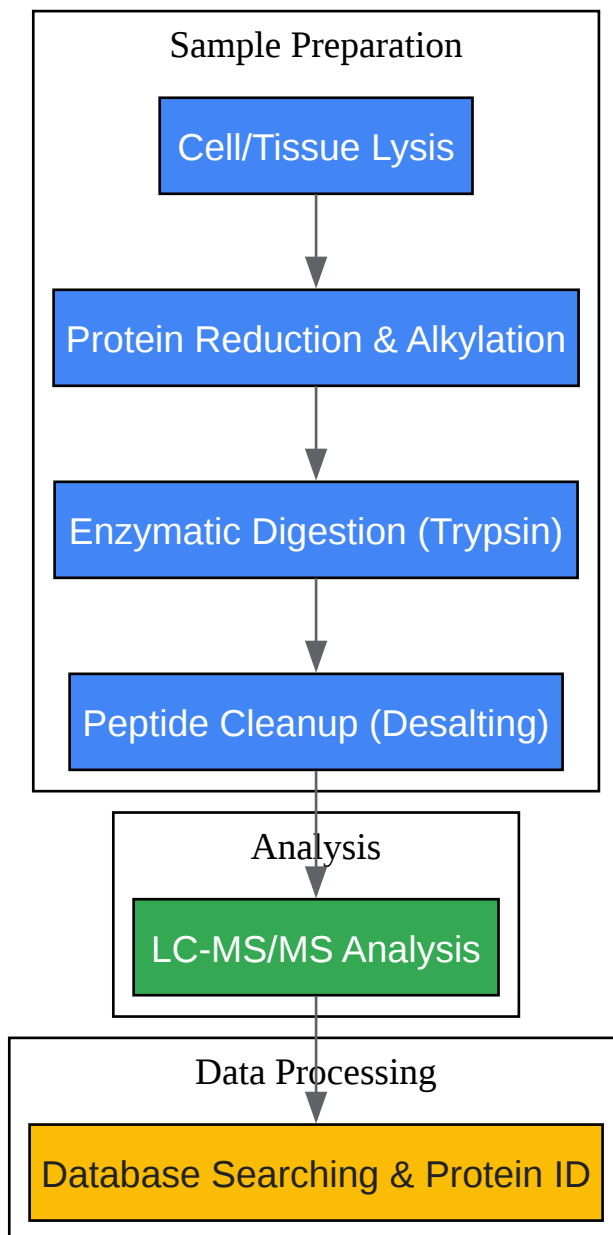 Sample Preparation
Cell/Tissue Lysis
Protein Reduction & Alkylation
Enzymatic Digestion (Trypsin)
Peptide Cleanup (Desalting)
Analysis
LC-MS/MS Analysis
Data Processing
Database Searching & Protein ID